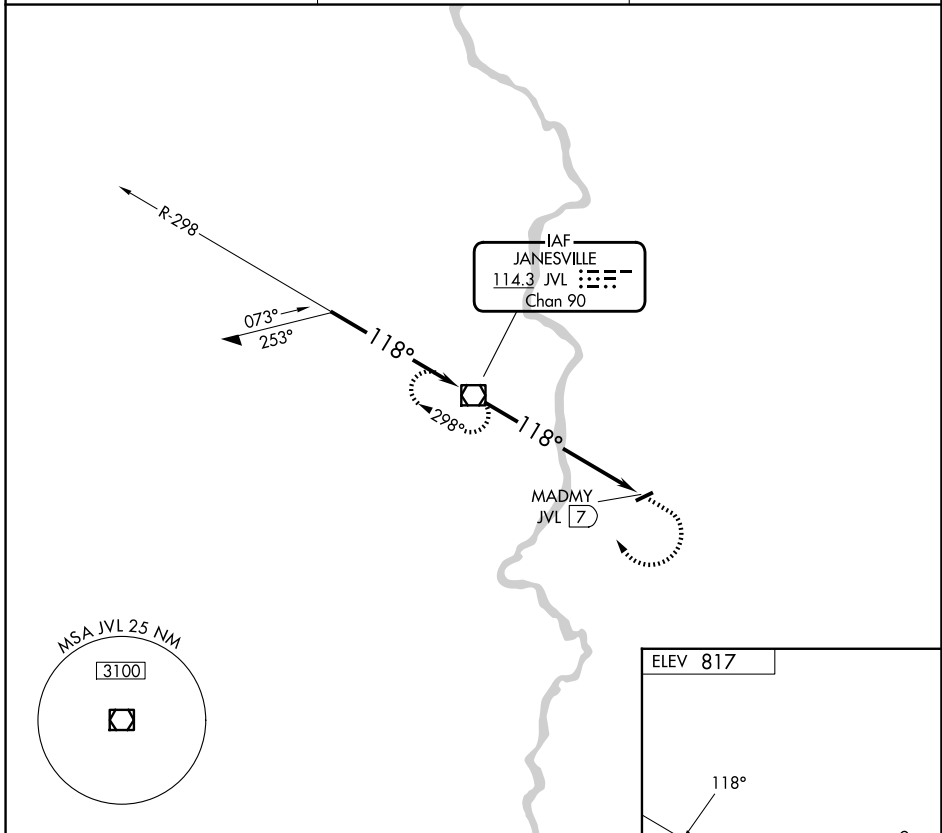 R-298
IAF
JANESVILLE
114.3 JVL
Chan 90
073°
253°
118°
298°
118°
MADMY
JVL 7
MSA JVL 25 NM
3100
ELEV 817
118°